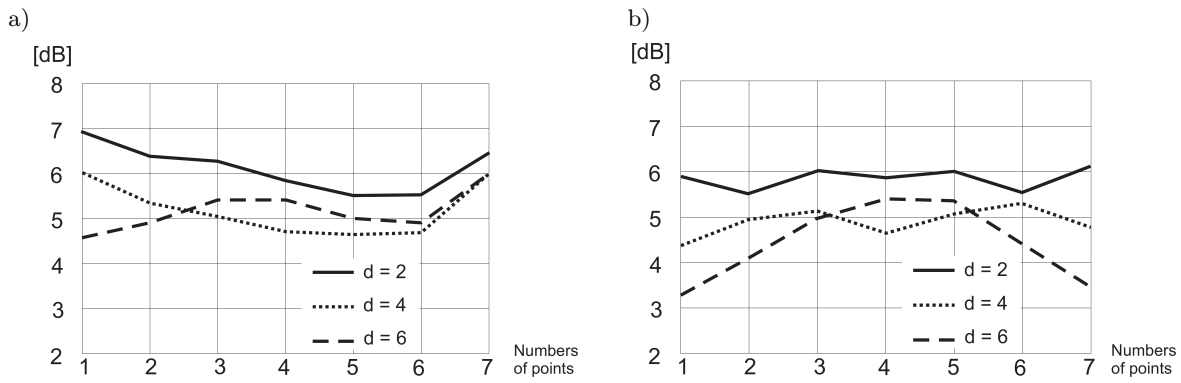 a)
[dB]
8
7
6
5
4
3
2
1 2 3 4 5 6 7
Numbers
of points
d = 2
d = 4
d = 6
b)
[dB]
8
7
6
5
4
3
2
1 2 3 4 5 6 7
Numbers
of points
d = 2
d = 4
d = 6